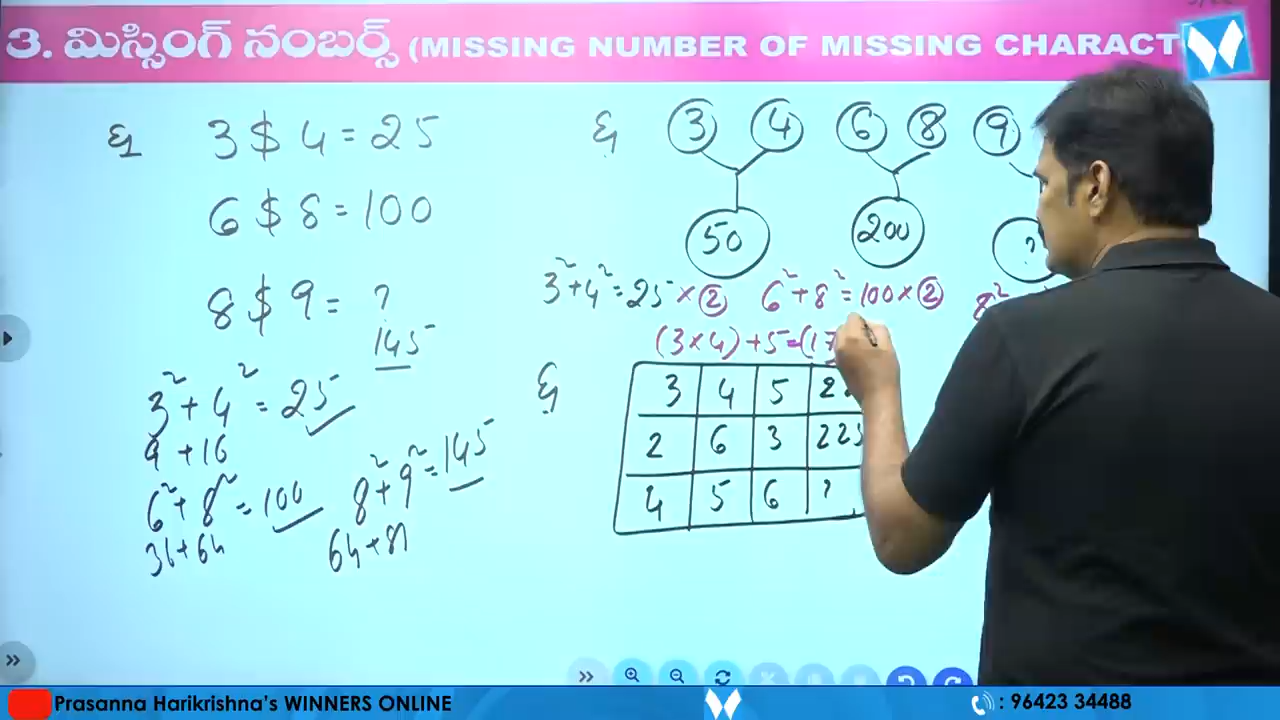 3. మిస్సింగ్ నంబర్స్ (MISSING NUMBER OF MISSING CHARACT
3 $ 4 = 25
6 $ 8 = 100
8 $ 9 = ?
145
3² + 4² = 25
9 + 16
6² + 8² = 100
36 + 64
8² + 9² = 145
64 + 81
3 4 6 8 9
50 200 ?
3² + 4² = 25 × 2 6² + 8² = 100 × 2 8²
(3 × 4) + 5 = (17
3 4 5 2
2 6 3 225
4 5 6 ?
Prasanna Harikrishna's WINNERS ONLINE
: 96423 34488